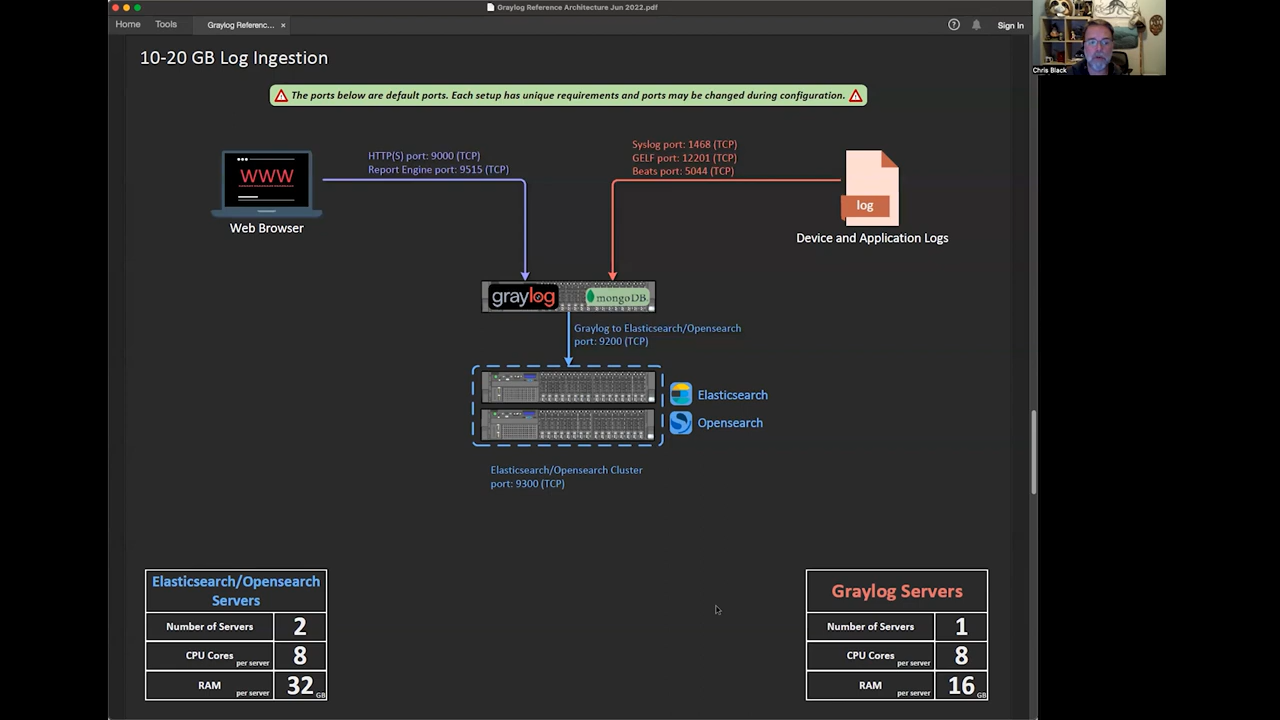 Graylog Reference Architecture Jun 2022.pdf
Home
Tools
Graylog Referenc...
×
?
Sign In
Chris Black
10-20 GB Log Ingestion
The ports below are default ports. Each setup has unique requirements and ports may be changed during configuration.
HTTP(S) port: 9000 (TCP)
Report Engine port: 9515 (TCP)
Syslog port: 1468 (TCP)
GELF port: 12201 (TCP)
Beats port: 5044 (TCP)
WWW
Web Browser
log
Device and Application Logs
graylog
mongoDB
Graylog to Elasticsearch/Opensearch
port: 9200 (TCP)
Elasticsearch
Opensearch
Elasticsearch/Opensearch Cluster
port: 9300 (TCP)
Elasticsearch/Opensearch
Servers
Number of Servers 2
CPU Cores per server 8
RAM per server 32 GB
Graylog Servers
Number of Servers 1
CPU Cores per server 8
RAM per server 16 GB